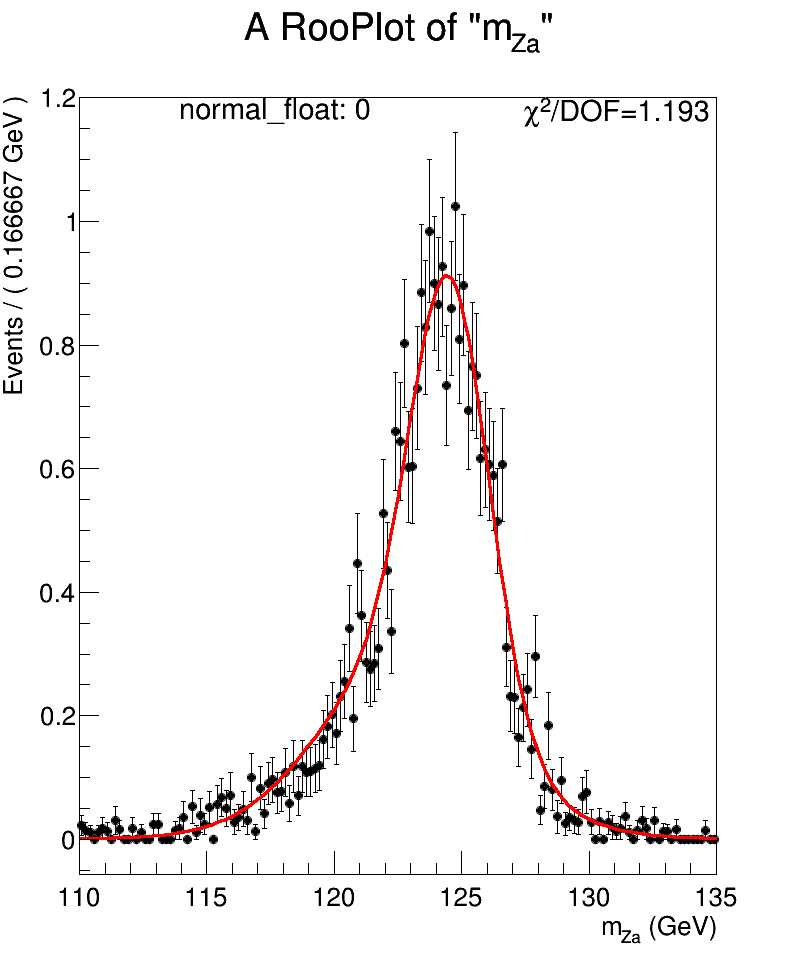 A RooPlot of "m_Za"
normal_float: 0
χ²/DOF=1.193
Events / ( 0.166667 GeV )
1.2
1
0.8
0.6
0.4
0.2
0
110 115 120 125 130 135
m_Za (GeV)